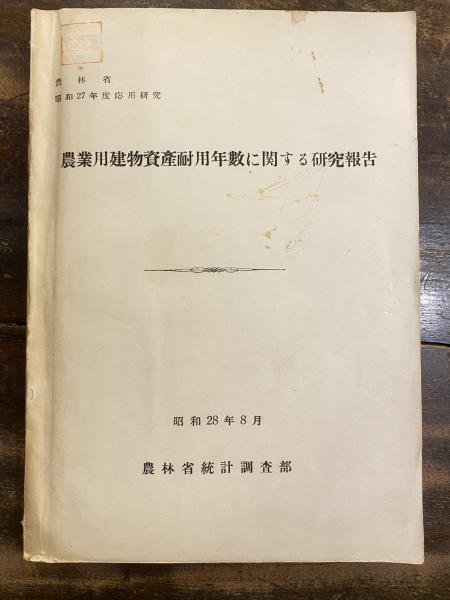 農林省
昭和27年度応用研究
農業用建物資産耐用年數に関する研究報告
昭和28年8月
農林省統計調査部